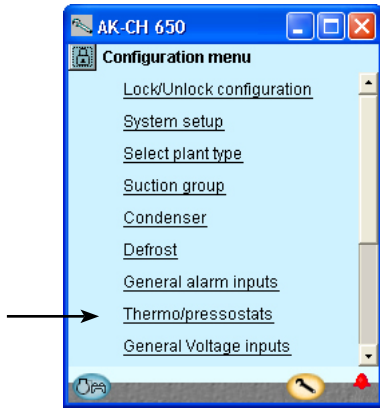 AK-CH 650
Configuration menu
Lock/Unlock configuration
System setup
Select plant type
Suction group
Condenser
Defrost
General alarm inputs
Thermo/pressostats
General Voltage inputs